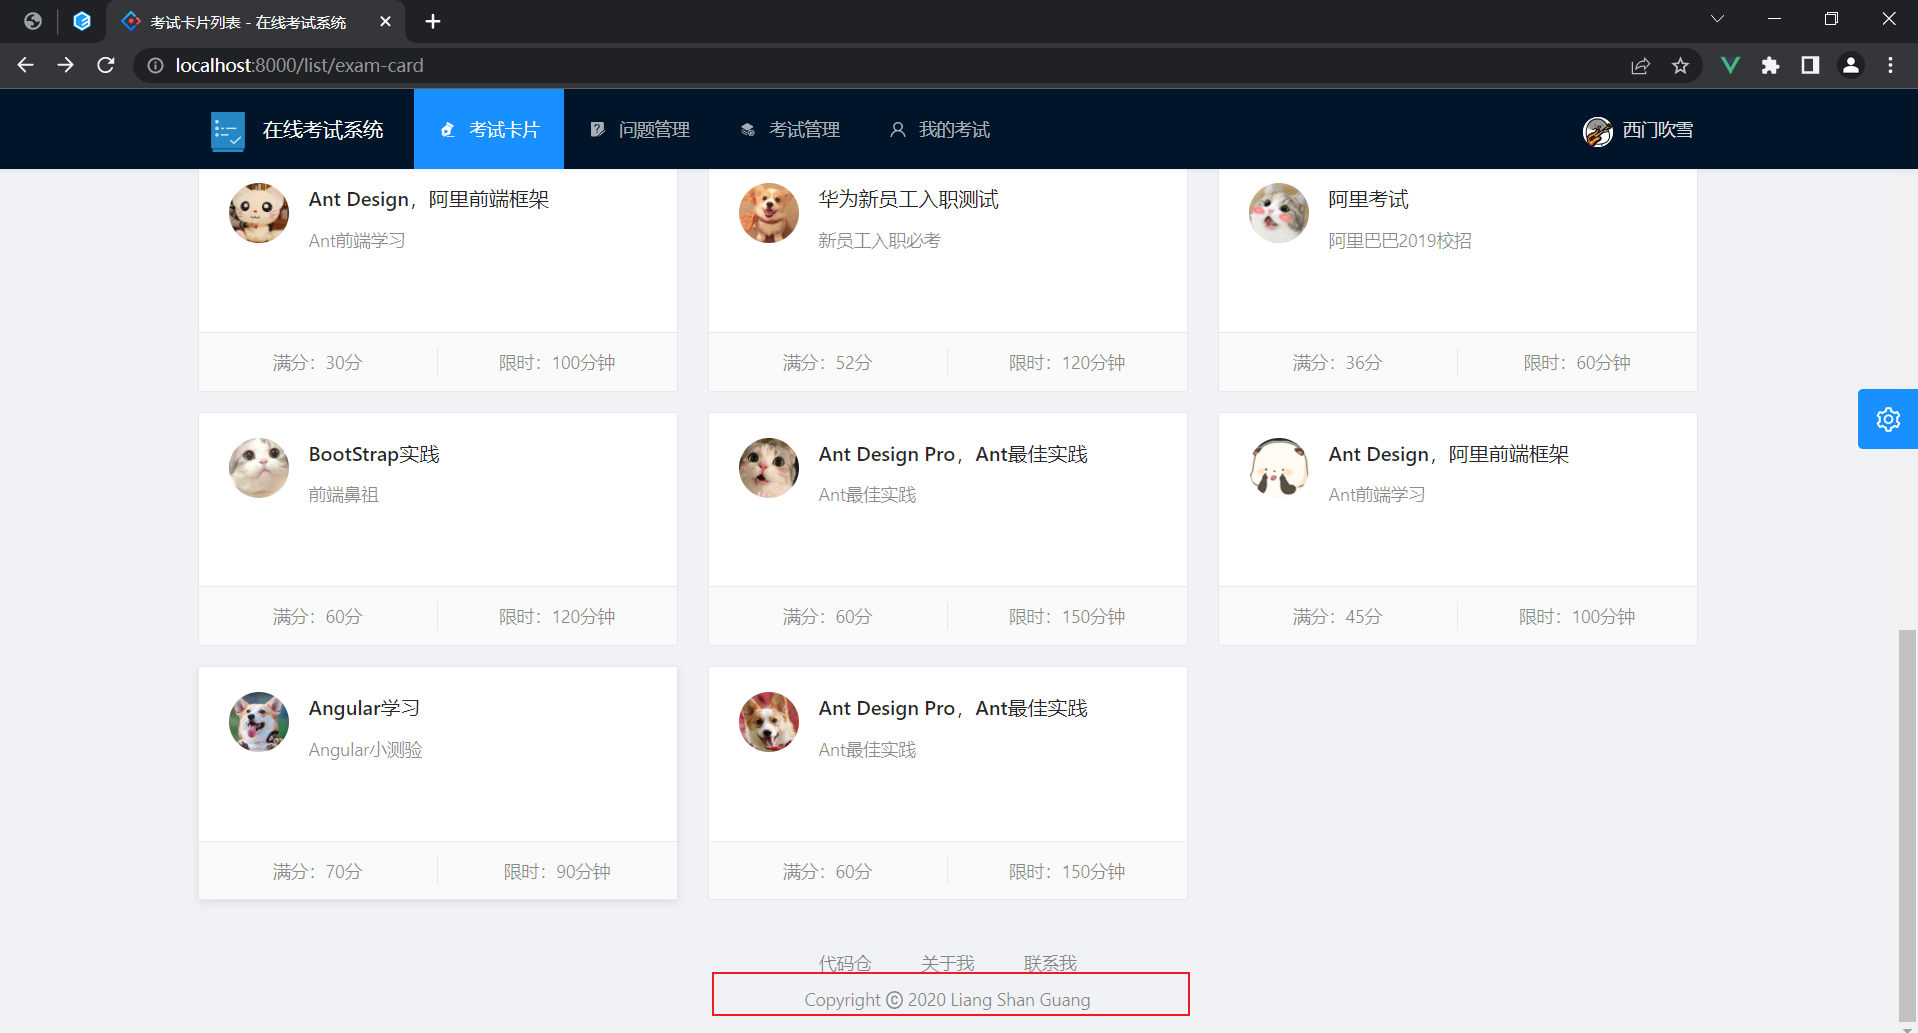 考试卡片列表 - 在线考试系统
localhost:8000/list/exam-card
在线考试系统 考试卡片 问题管理 考试管理 我的考试 西门吹雪
Ant Design，阿里前端框架
Ant前端学习
满分：30分 限时：100分钟
华为新员工入职测试
新员工入职必考
满分：52分 限时：120分钟
阿里考试
阿里巴巴2019校招
满分：36分 限时：60分钟
BootStrap实践
前端鼻祖
满分：60分 限时：120分钟
Ant Design Pro，Ant最佳实践
Ant最佳实践
满分：60分 限时：150分钟
Ant Design，阿里前端框架
Ant前端学习
满分：45分 限时：100分钟
Angular学习
Angular小测验
满分：70分 限时：90分钟
Ant Design Pro，Ant最佳实践
Ant最佳实践
满分：60分 限时：150分钟
代码仓 关于我 联系我
Copyright © 2020 Liang Shan Guang